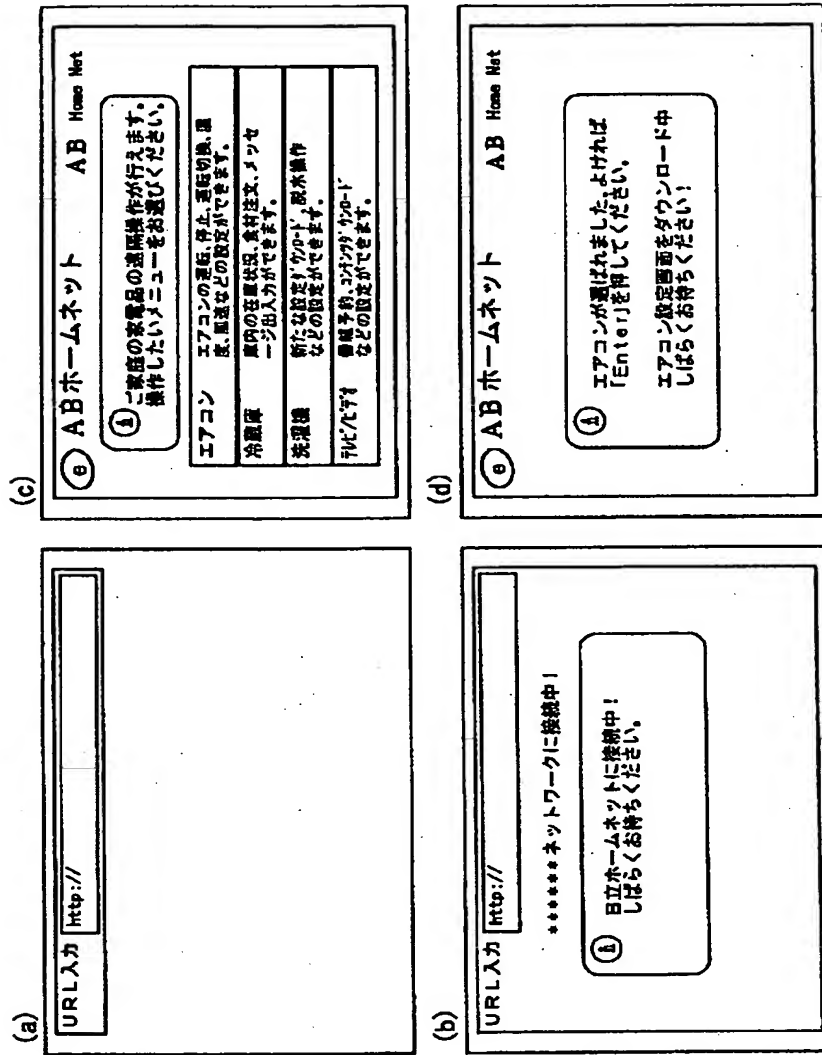 (a)
URL入力 http://
(b)
URL入力 http://
******ネットワークに接続中!
日立ホームネットに接続中!
しばらくお待ちください。
(c)
e ABホームネット AB Home Net
ご家庭の家電品の遠隔操作が行えます。
操作したいメニューをお選びください。
エアコン エアコンの運転、停止、運転切換、温
度、風速などの設定ができます。
冷蔵庫 庫内の在庫状況、食材注文、メッセ
ージ出入力ができます。
洗濯機 新たな設定ダウンロード、脱水操作
などの設定ができます。
テレビ/ビデオ 番組予約、コンテンツダウンロード
などの設定ができます。
(d)
e ABホームネット AB Home Net
エアコンが選ばれました。よければ
「Enter」を押してください。
エアコン設定画面をダウンロード中
しばらくお待ちください!